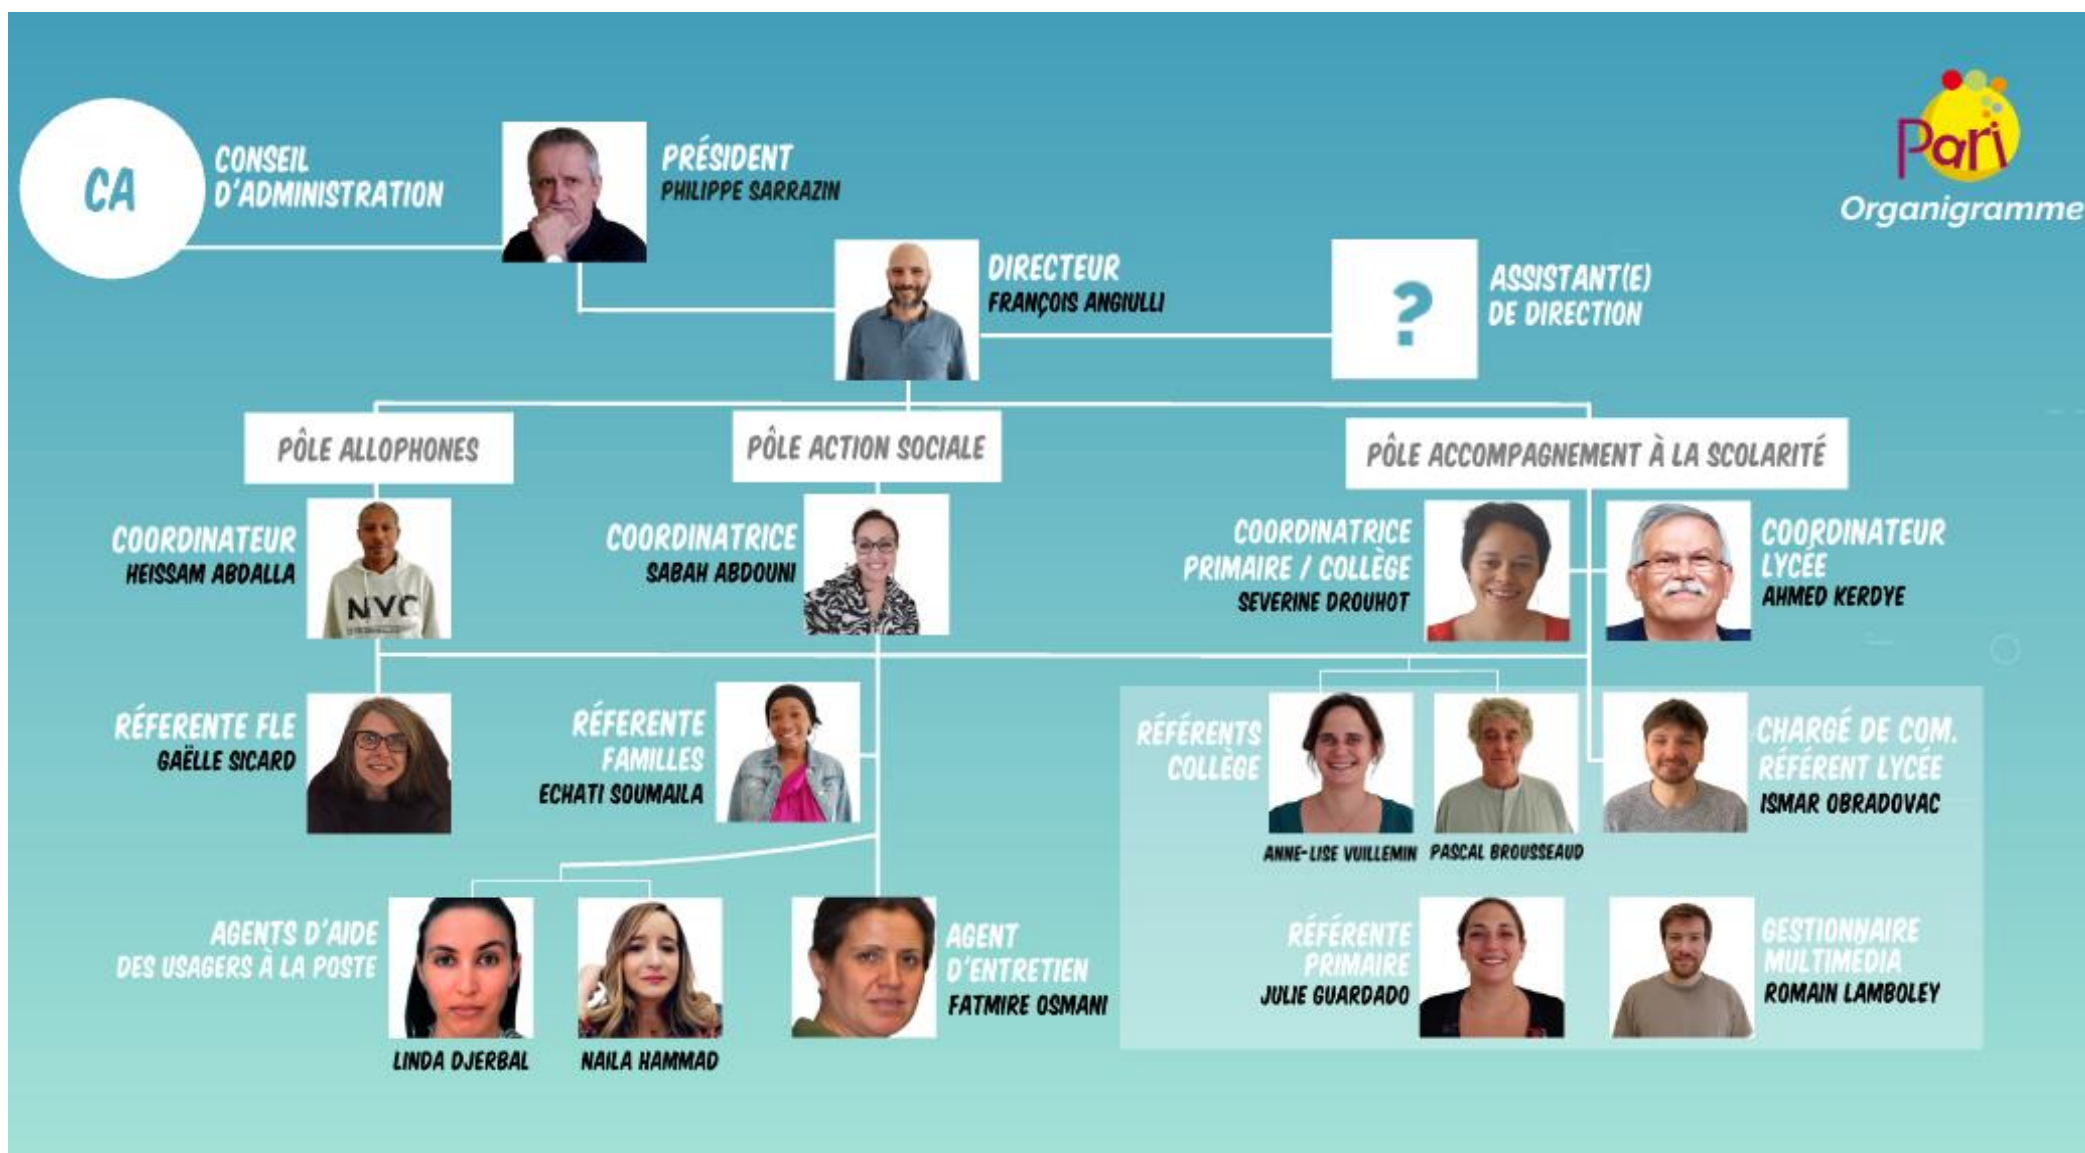 CA
CONSEIL
D'ADMINISTRATION
PRÉSIDENT
PHILIPPE SARRAZIN
Pari
Organigramme
DIRECTEUR
FRANÇOIS ANGIULLI
?
ASSISTANT(E)
DE DIRECTION
PÔLE ALLOPHONES
PÔLE ACTION SOCIALE
PÔLE ACCOMPAGNEMENT À LA SCOLARITÉ
COORDINATEUR
HEISSAM ABDALLA
NYC
COORDINATRICE
SABAH ABDOUNI
COORDINATRICE
PRIMAIRE / COLLÈGE
SEVERINE DROUHOT
COORDINATEUR
LYCÉE
AHMED KERDYE
RÉFERENTE FLE
GAËLLE SICARD
RÉFERENTE
FAMILLES
ECHATI SOUMAILA
RÉFÉRENTS
COLLÈGE
ANNE-LISE VUILLEMIN
PASCAL BROUSSEAUD
CHARGÉ DE COM.
RÉFÉRENT LYCÉE
ISMAR OBRADOVAC
AGENTS D'AIDE
DES USAGERS À LA POSTE
LINDA DJERBAL
NAILA HAMMAD
AGENT
D'ENTRETIEN
FATMIRE OSMANI
RÉFÉRENTE
PRIMAIRE
JULIE GUARDADO
GESTIONNAIRE
MULTIMEDIA
ROMAIN LAMBOLEY